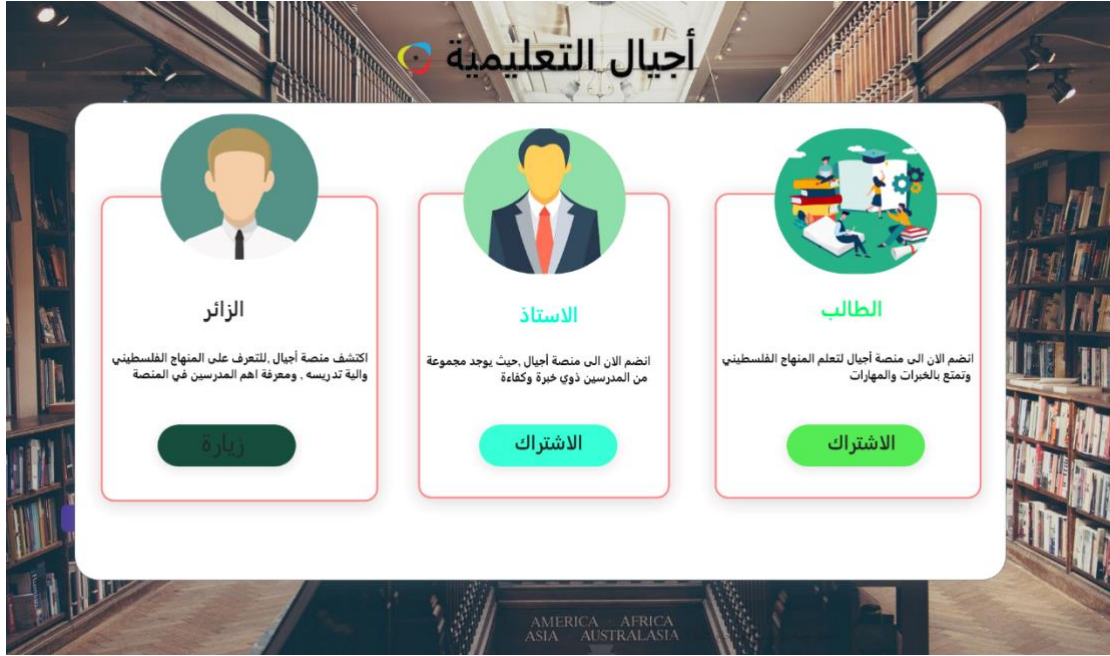 أجيال التعليمية
الطالب
انضم الان الى منصة أجيال لتعلم المنهاج الفلسطيني
وتمتع بالخبرات والمهارات
الاشتراك
الاستاذ
انضم الان الى منصة أجيال ,حيث يوجد مجموعة
من المدرسين ذوي خبرة وكفاءة
الاشتراك
الزائر
اكتشف منصة أجيال ,للتعرف على المنهاج الفلسطيني
والية تدريسه , ومعرفة اهم المدرسين في المنصة
زيارة
AMERICA AFRICA
ASIA AUSTRALASIA